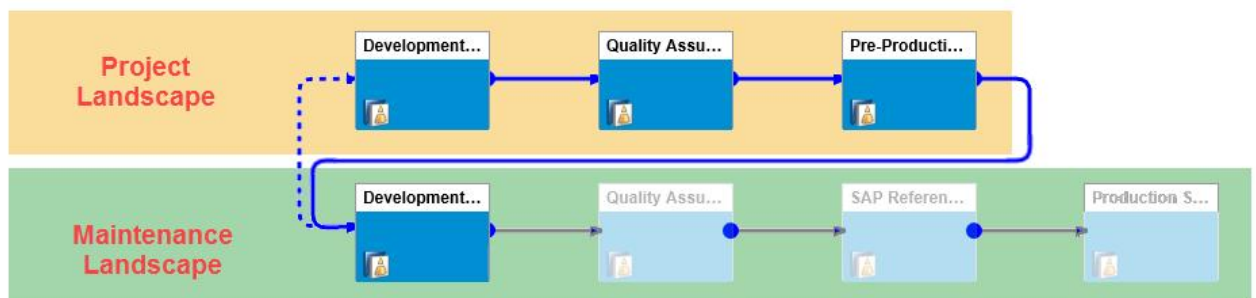 Project
Landscape
Development...
Quality Assu...
Pre-Producti...
Maintenance
Landscape
Development...
Quality Assu...
SAP Referen...
Production S...